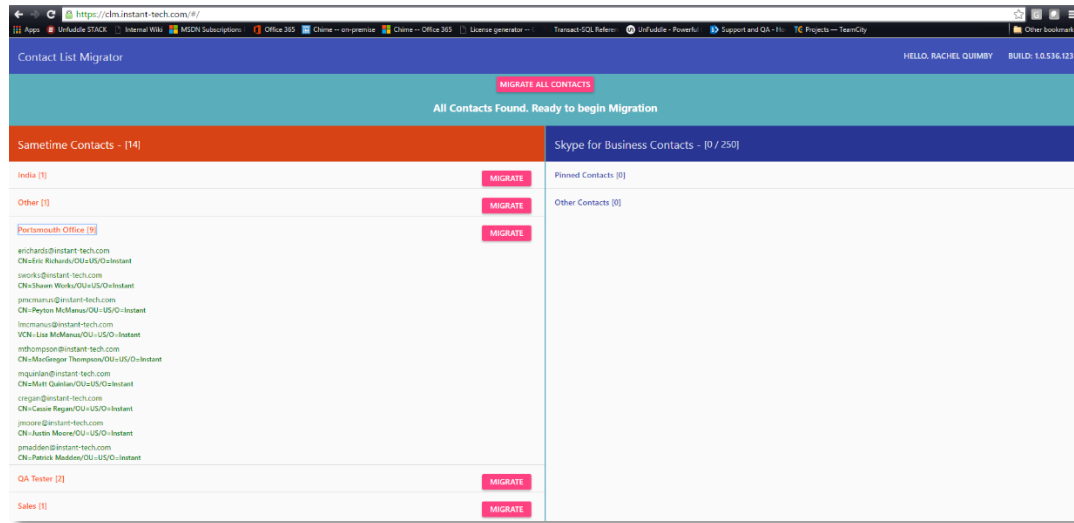 https://clm.instant-tech.com/#/
Apps Unfuddle STACK Internal Wiki MSDN Subscriptions Office 365 Chime -- on-premise Chime -- Office 365 License generator -- Transact-SQL Refere UnFuddle - Powerful Support and QA - Ho TC Projects — TeamCity Other bookmark
Contact List Migrator HELLO, RACHEL QUIMBY BUILD: 1.0.536.123
MIGRATE ALL CONTACTS
All Contacts Found. Ready to begin Migration
Sametime Contacts - [14] Skype for Business Contacts - [0 / 250]
India [1] MIGRATE Pinned Contacts [0]
Other [1] MIGRATE Other Contacts [0]
Portsmouth Office [9] MIGRATE
erichards@instant-tech.com
CN=Eric Richards/OU=US/O=Instant
sworks@instant-tech.com
CN=Shawn Works/OU=US/O=Instant
pmcmanus@instant-tech.com
CN=Peyton McManus/OU=US/O=Instant
lmcmanus@instant-tech.com
VCN=Lisa McManus/OU=US/O=Instant
mthompson@instant-tech.com
CN=MacGregor Thompson/OU=US/O=Instant
mquinlan@instant-tech.com
CN=Matt Quinlan/OU=US/O=Instant
cregan@instant-tech.com
CN=Cassie Regan/OU=US/O=Instant
jmoore@instant-tech.com
CN=Justin Moore/OU=US/O=Instant
pmadden@instant-tech.com
CN=Patrick Madden/OU=US/O=Instant
QA Tester [2] MIGRATE
Sales [1] MIGRATE